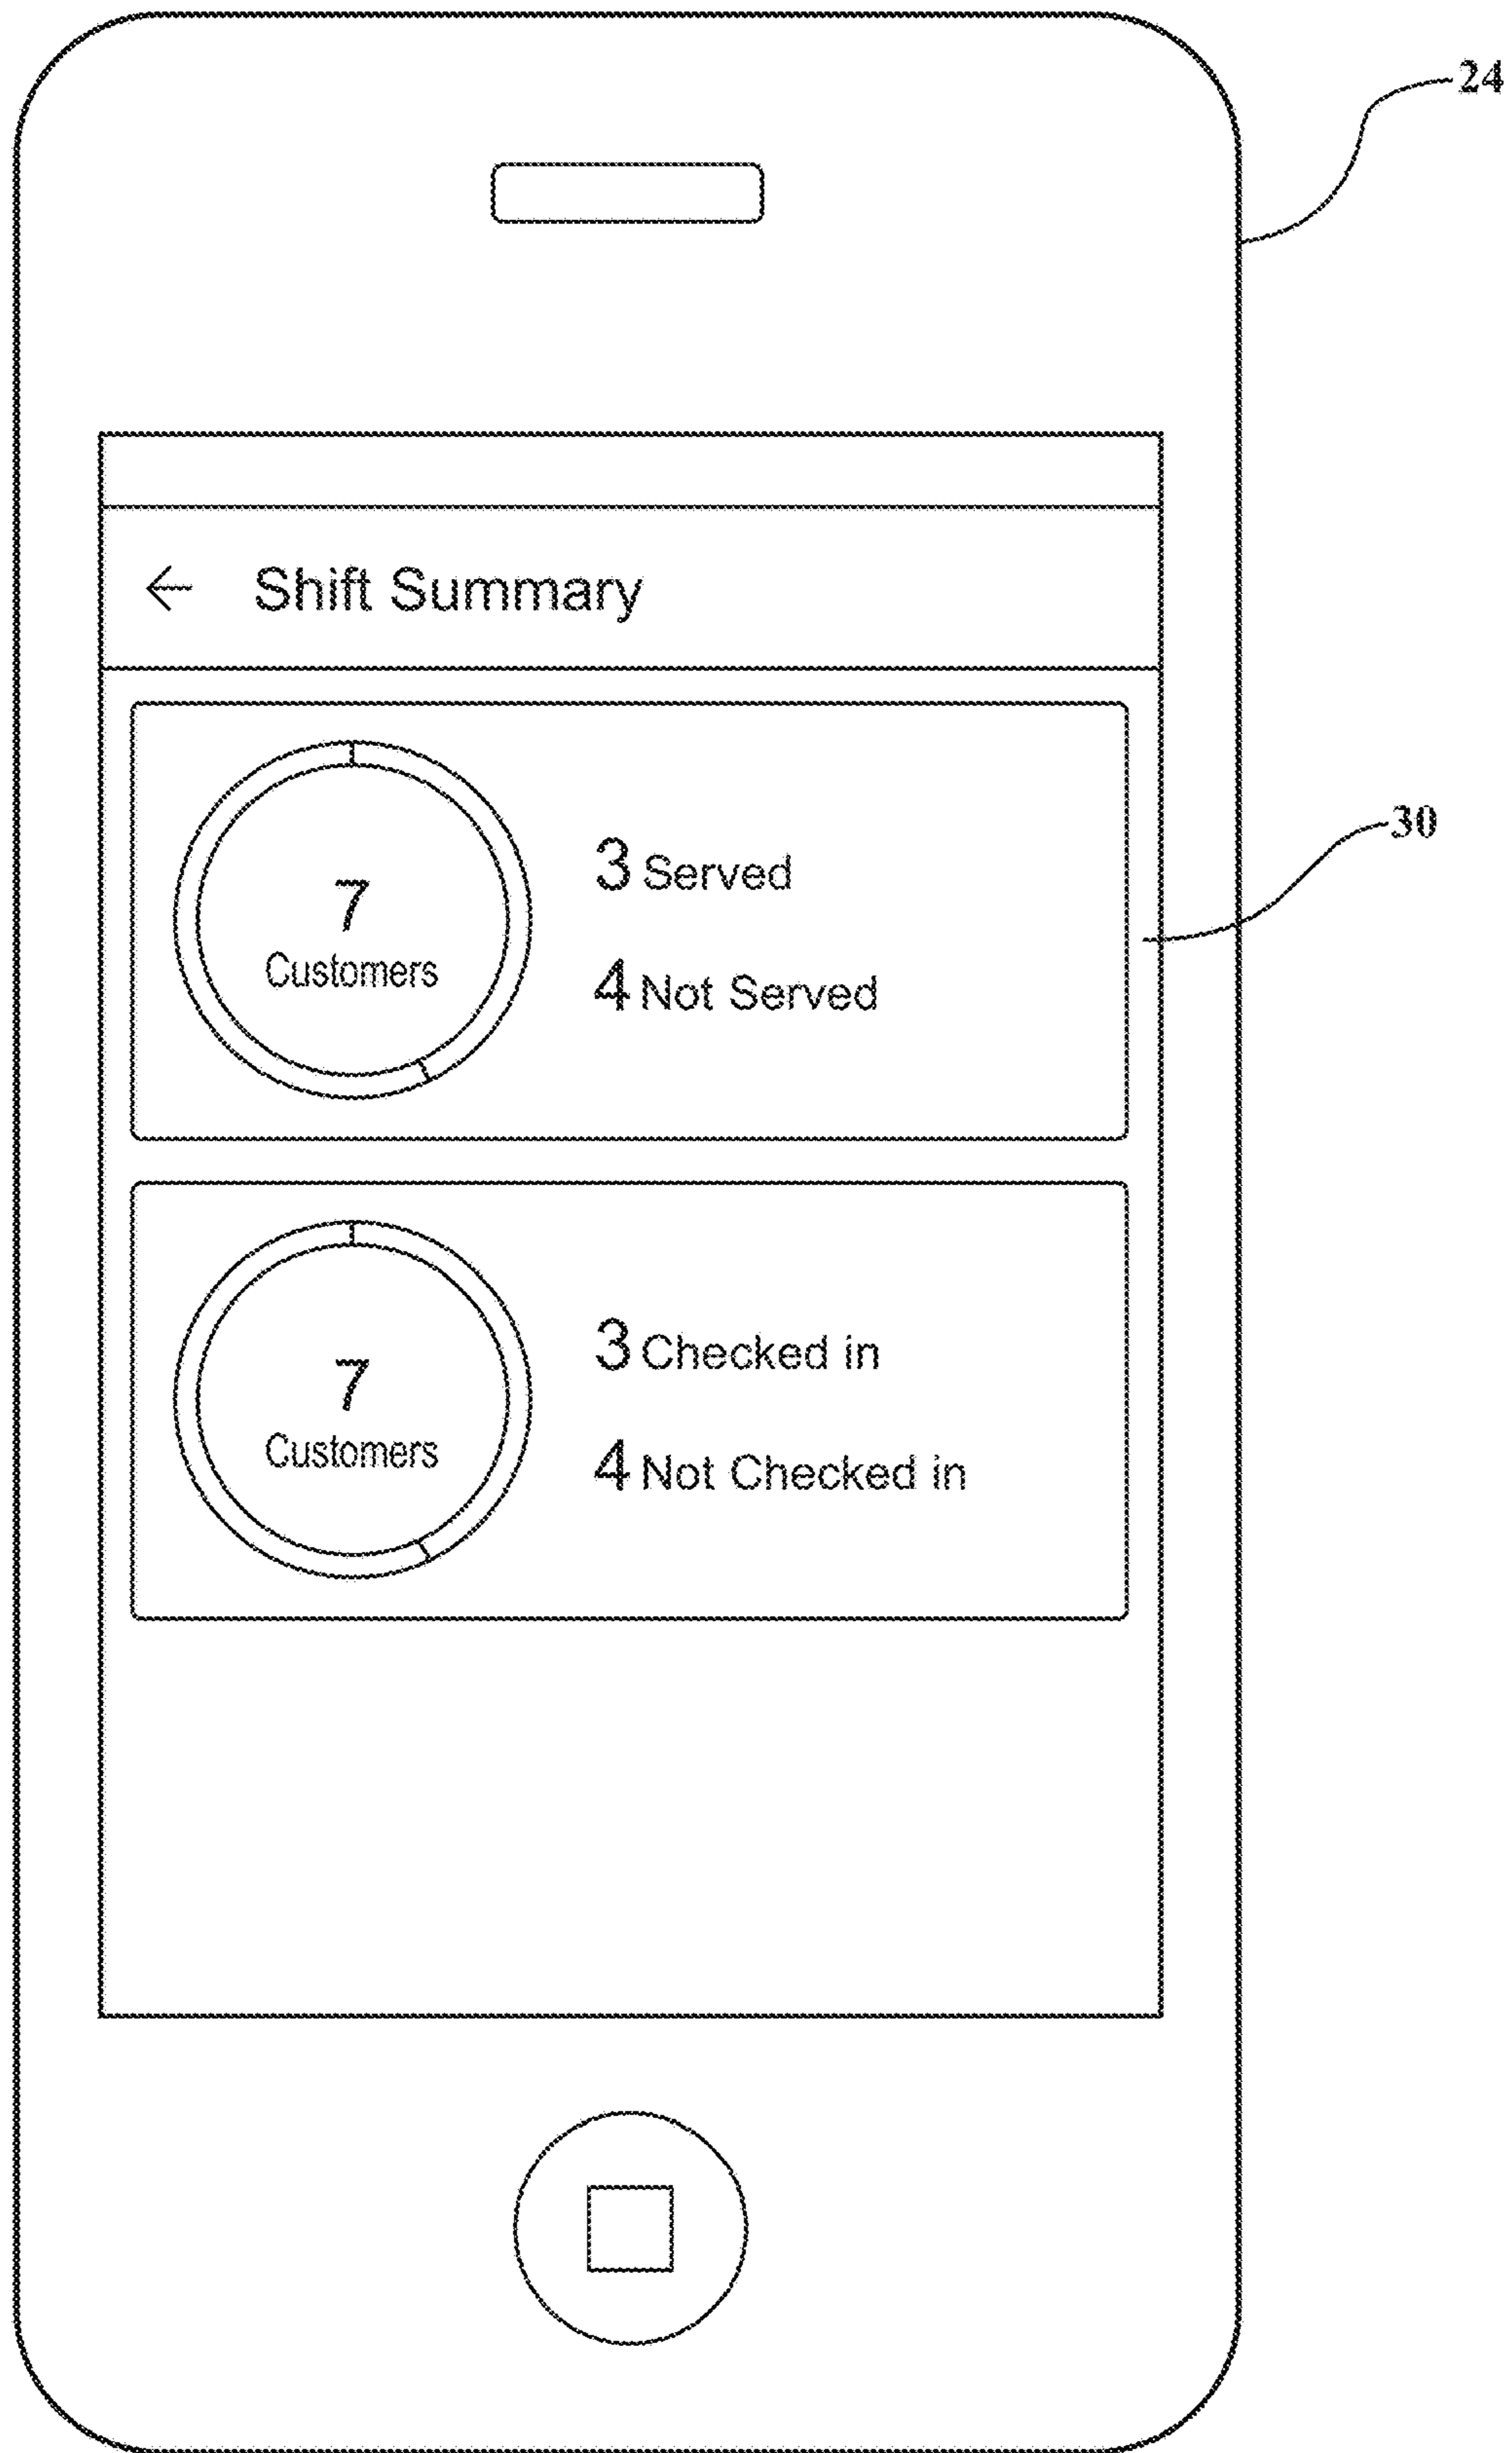 24
Shift Summary
30
7
Customers
3 Served
4 Not Served
7
Customers
3 Checked in
4 Not Checked in